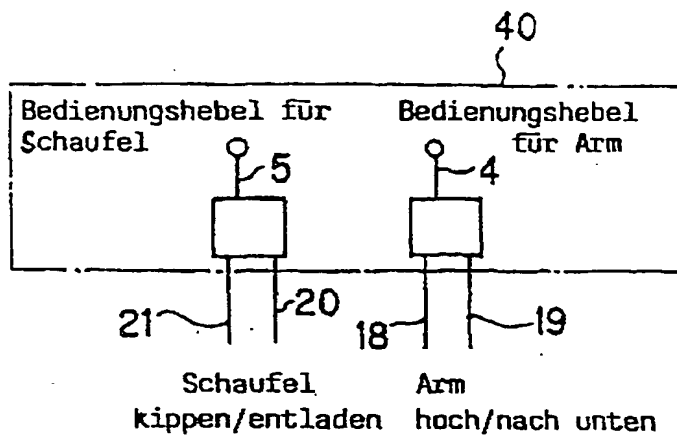 40
Bedienungshebel für
Schaufel
Bedienungshebel
für Arm
5
4
21
20
18
19
Schaufel
kippen/entladen
Arm
hoch/nach unten